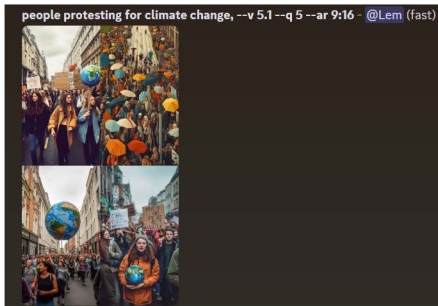 people protesting for climate change, --v 5.1 --q 5 --ar 9:16 - @Lem (fast)